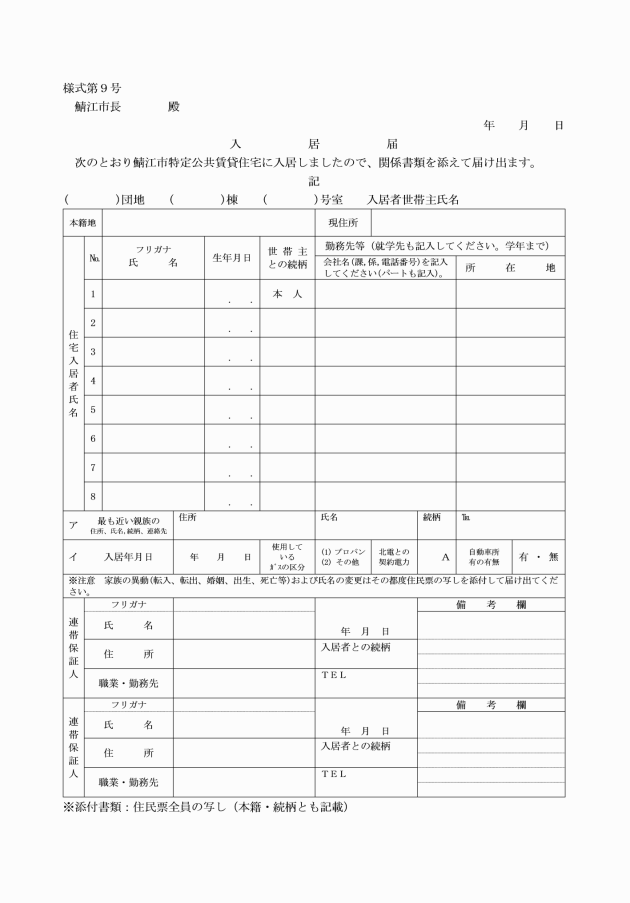 様式第９号
鯖江市長　　　　殿
年　　月　　日
入　　　　　居　　　　　届
次のとおり鯖江市特定公共賃貸住宅に入居しましたので、関係書類を添えて届け出ます。
記
(　　　　)団地　　(　　　　)棟　　(　　　　)号室　　入居者世帯主氏名
本籍地　　現住所
住宅入居者氏名
№　フリガナ　生年月日　世帯主　勤務先等（就学先も記入してください。学年まで）
氏　　名　との続柄　会社名(課,係,電話番号)を記入　所　在　地
してください(パートも記入)。
1　．　．　本　人
2　．　．
3　．　．
4　．　．
5　．　．
6　．　．
7　．　．
8　．　．
ア　最も近い親族の　住所　氏名　続柄　℡
住所、氏名,続柄、連絡先
イ　入居年月日　年　月　日　使用して　(1) プロパン　北電との　A　自動車所　有・無
いる　(2) その他　契約電力　有の有無
ｶﾞｽの区分
※注意　家族の異動(転入、転出、婚姻、出生、死亡等)および氏名の変更はその都度住民票の写しを添付して届け出てくだ
さい。
連帯保証人
フリガナ　備　考　欄
氏　　名　年　月　日
住　　所　入居者との続柄
職業・勤務先　ＴＥＬ
連帯保証人
フリガナ　備　考　欄
氏　　名　年　月　日
住　　所　入居者との続柄
職業・勤務先　ＴＥＬ
※添付書類：住民票全員の写し（本籍・続柄とも記載）